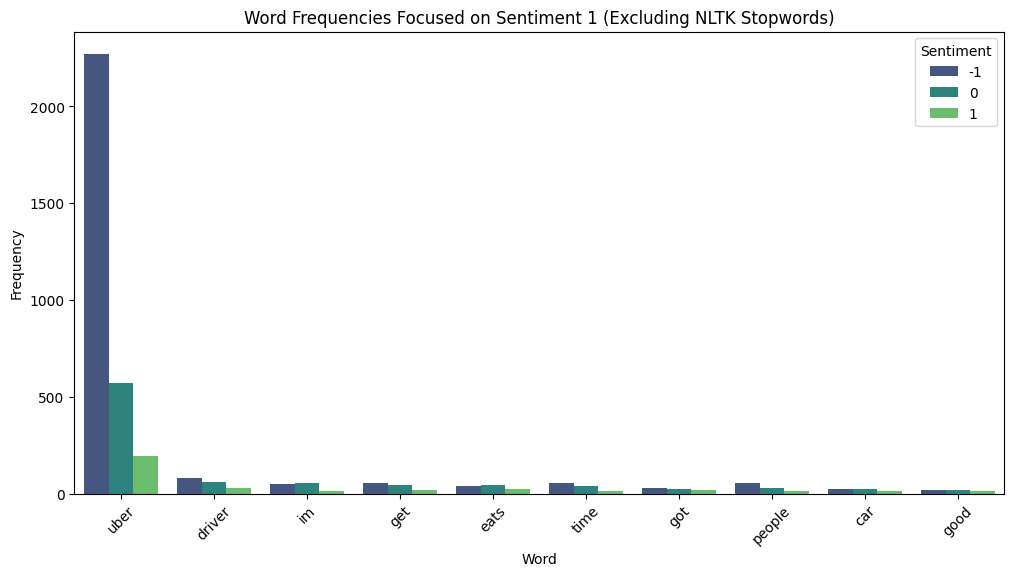 Word Frequencies Focused on Sentiment 1 (Excluding NLTK Stopwords)
Sentiment
-1
0
1
Frequency
2000
1500
1000
500
0
uber
driver
im
get
eats
time
got
people
car
good
Word